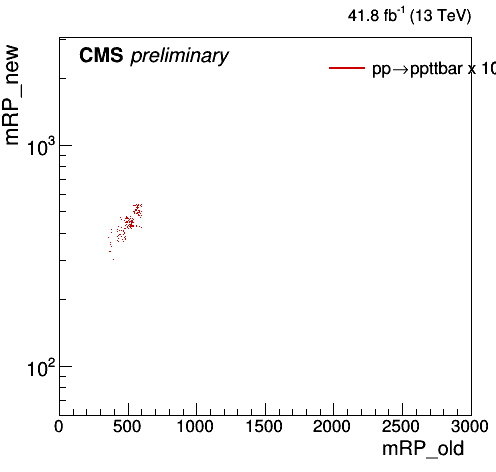 41.8 fb⁻¹ (13 TeV)
CMS preliminary
pp→ppttbar x 10
mRP_new
10³
10²
0 500 1000 1500 2000 2500 3000
mRP_old